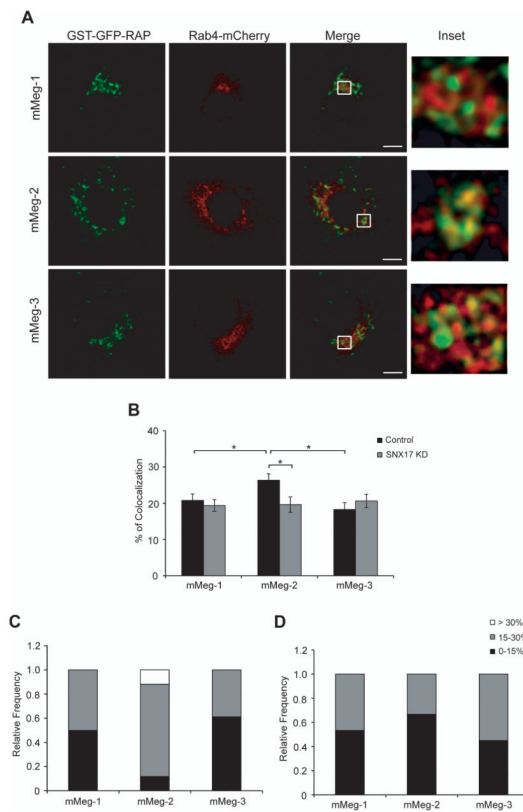 A
GST-GFP-RAP Rab4-mCherry Merge Inset
mMeg-1
mMeg-2
mMeg-3
B
% of Colocalization
40
30
20
10
0
* *
*
Control
SNX17 KD
mMeg-1 mMeg-2 mMeg-3
C
Relative Frequency
1.2
1.0
0.8
0.6
0.4
0.2
0
mMeg-1 mMeg-2 mMeg-3
D
> 30%
15-30%
0-15%
Relative Frequency
1.2
1.0
0.8
0.6
0.4
0.2
0
mMeg-1 mMeg-2 mMeg-3